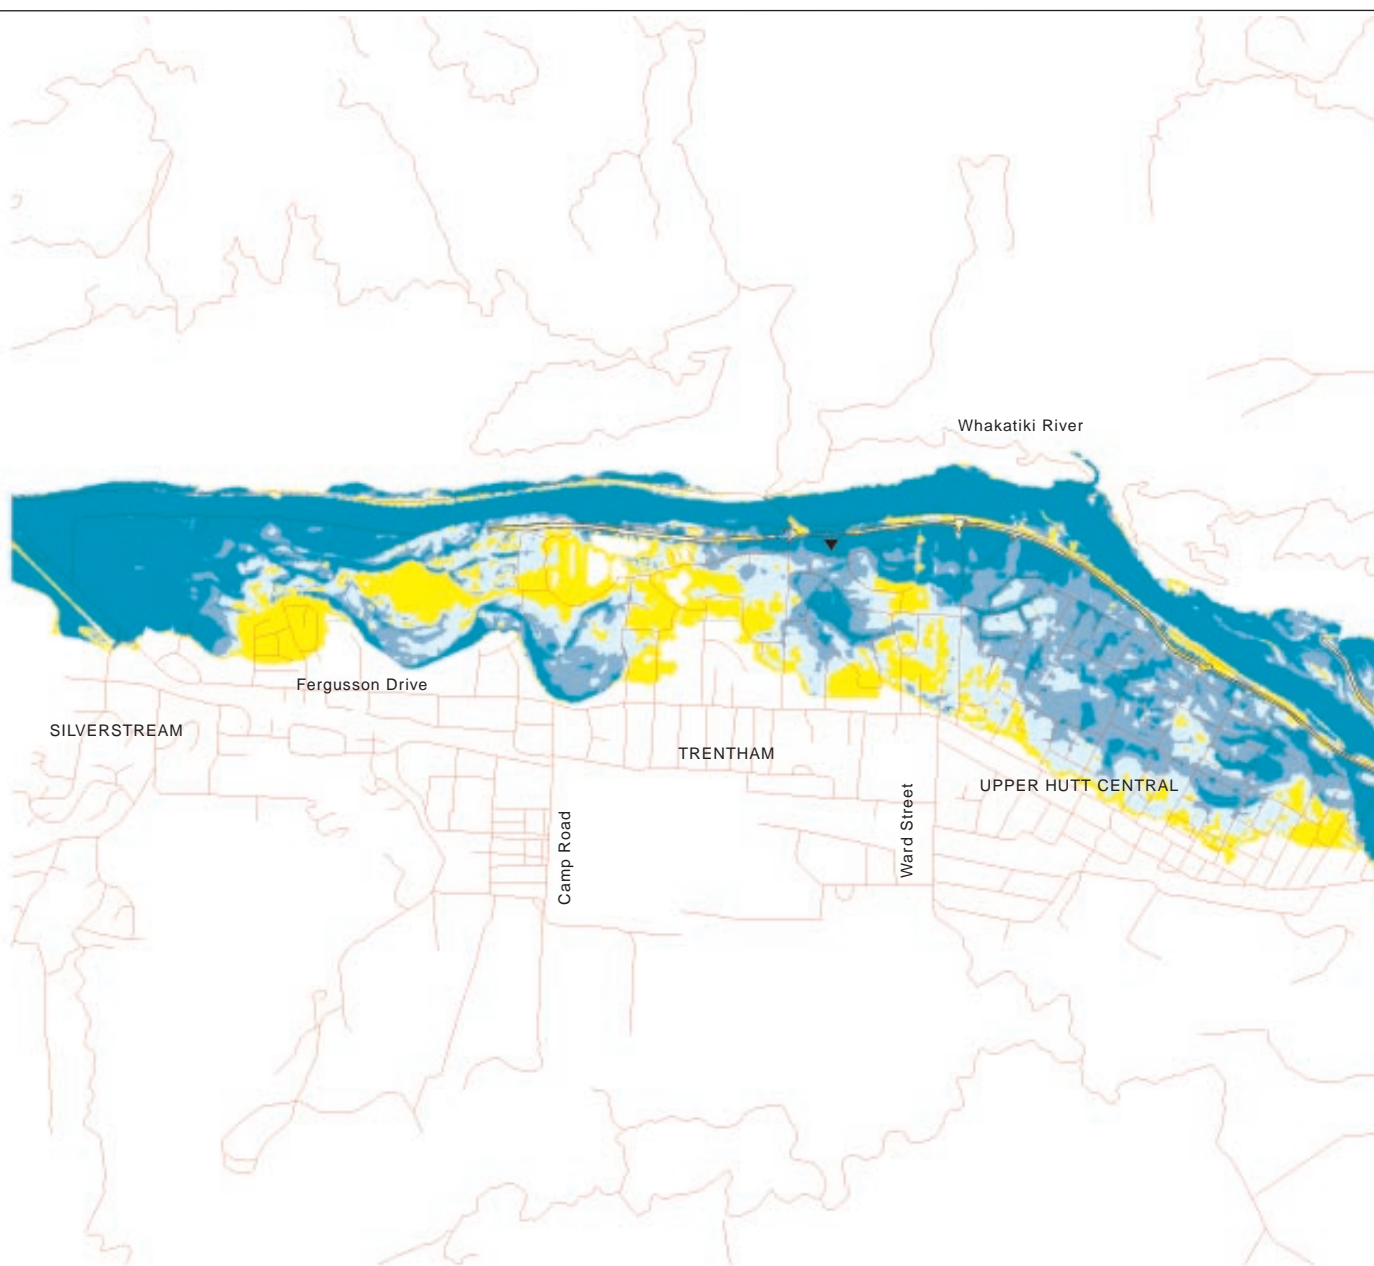 Whakatiki River
Fergusson Drive
SILVERSTREAM
TRENTHAM
UPPER HUTT CENTRAL
Camp Road
Ward Street